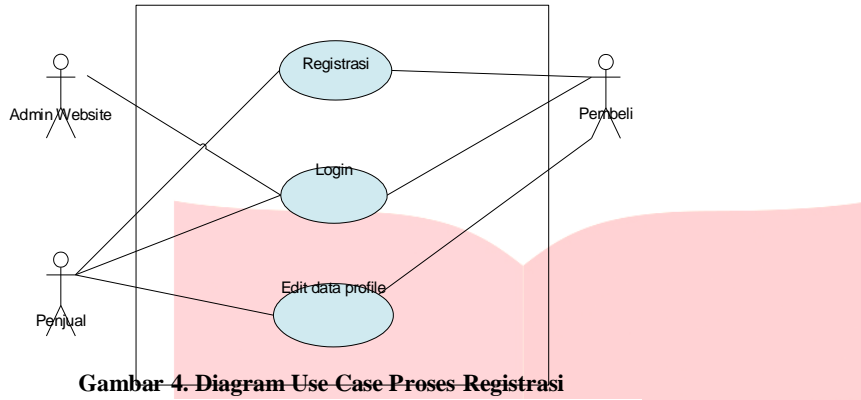 Registrasi
Admin Website
Pembeli
Login
Edit data profile
Penjual
Gambar 4. Diagram Use Case Proses Registrasi